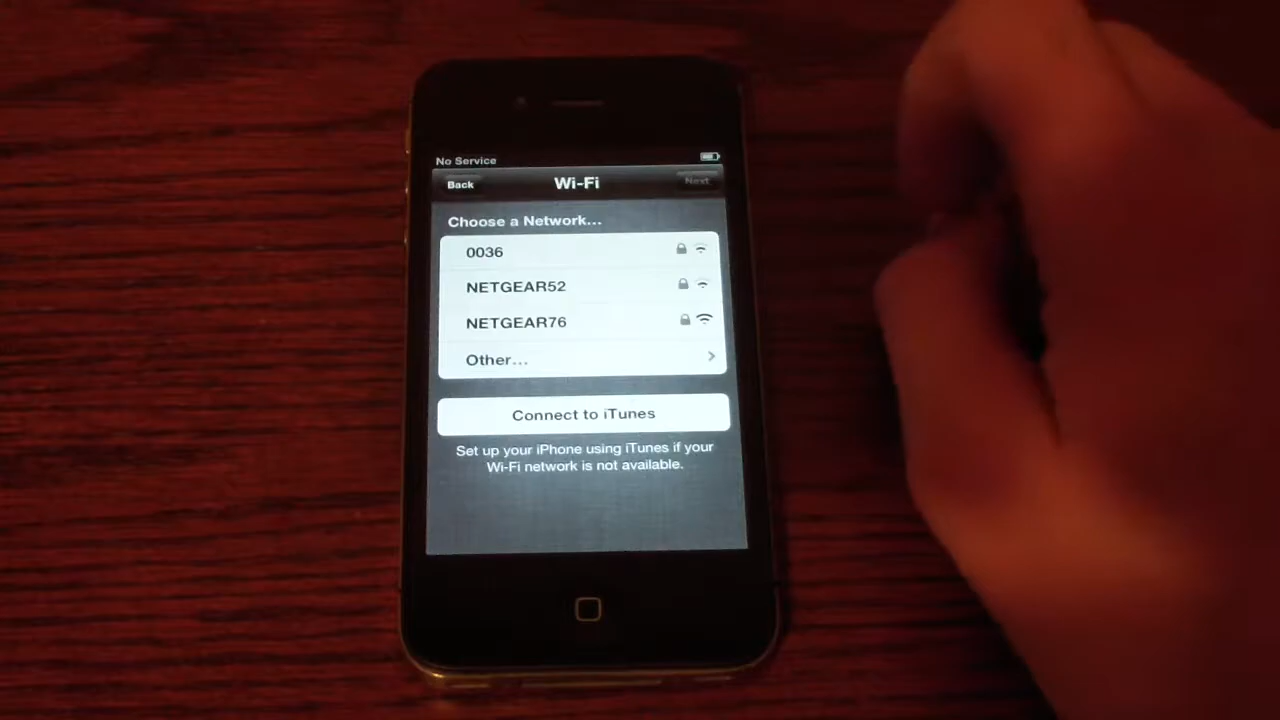 No Service
Back Wi-Fi Next
Choose a Network...
0036
NETGEAR52
NETGEAR76
Other...
Connect to iTunes
Set up your iPhone using iTunes if your
Wi-Fi network is not available.